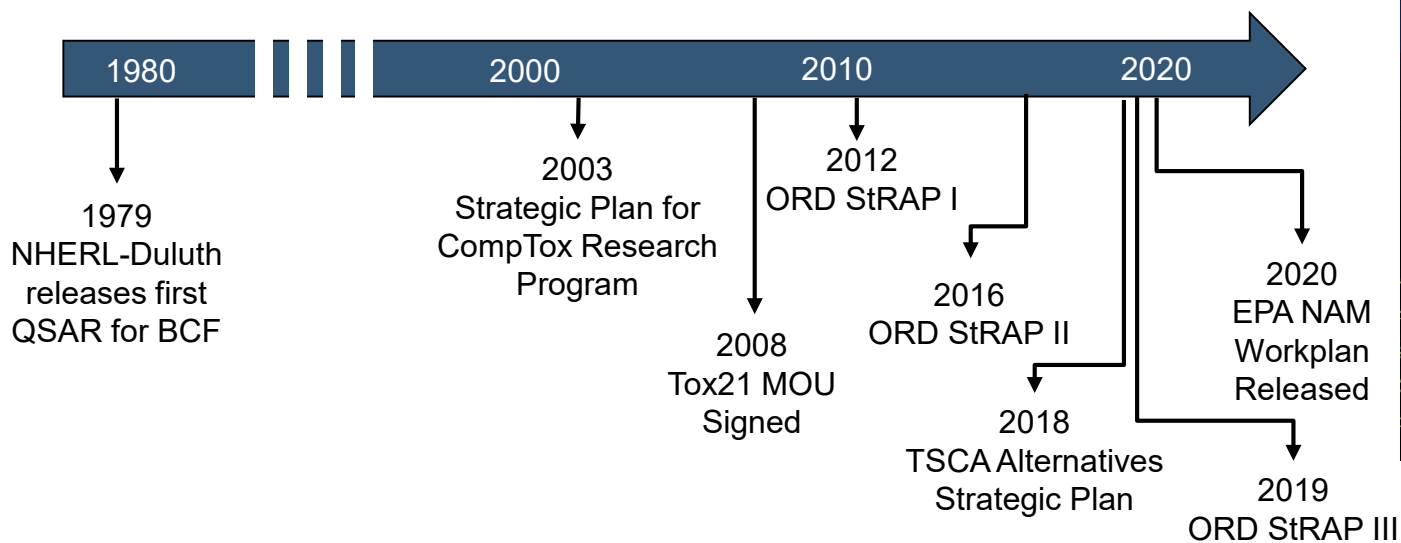 1980
2000
2010
2020
1979
NHERL-Duluth
releases first
QSAR for BCF
2003
Strategic Plan for
CompTox Research
Program
2008
Tox21 MOU
Signed
2012
ORD StRAP I
2016
ORD StRAP II
2018
TSCA Alternatives
Strategic Plan
2020
EPA NAM
Workplan
Released
2019
ORD StRAP III